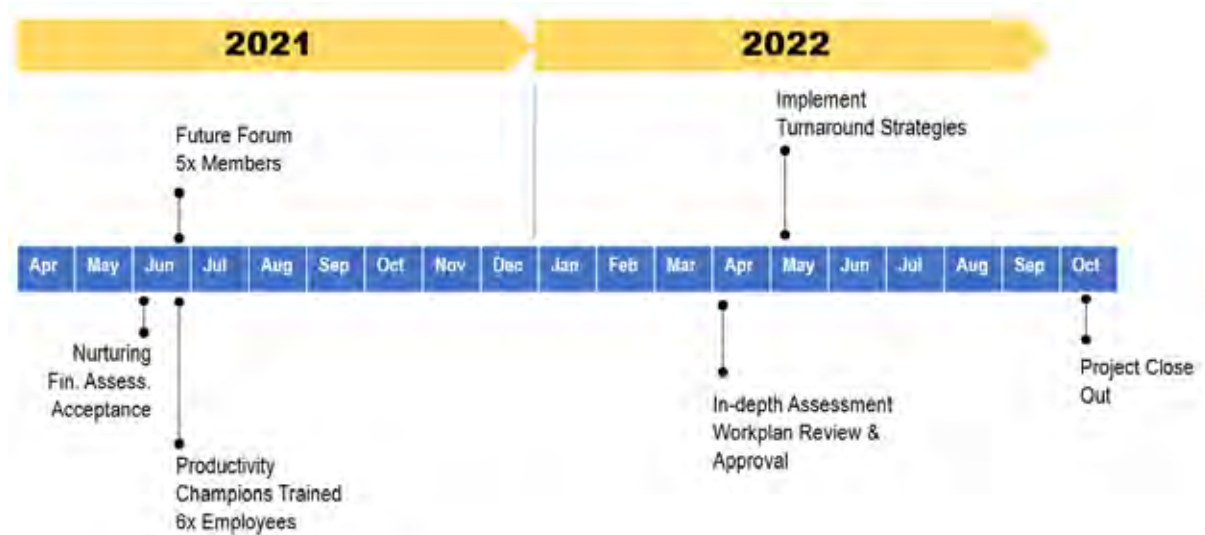 2021
2022
Implement
Turnaround Strategies
Future Forum
5x Members
Apr May Jun Jul Aug Sep Oct Nov Dec Jan Feb Mar Apr May Jun Jul Aug Sep Oct
Nurturing
Fin. Assess.
Acceptance
Productivity
Champions Trained
6x Employees
In-depth Assessment
Workplan Review &
Approval
Project Close
Out